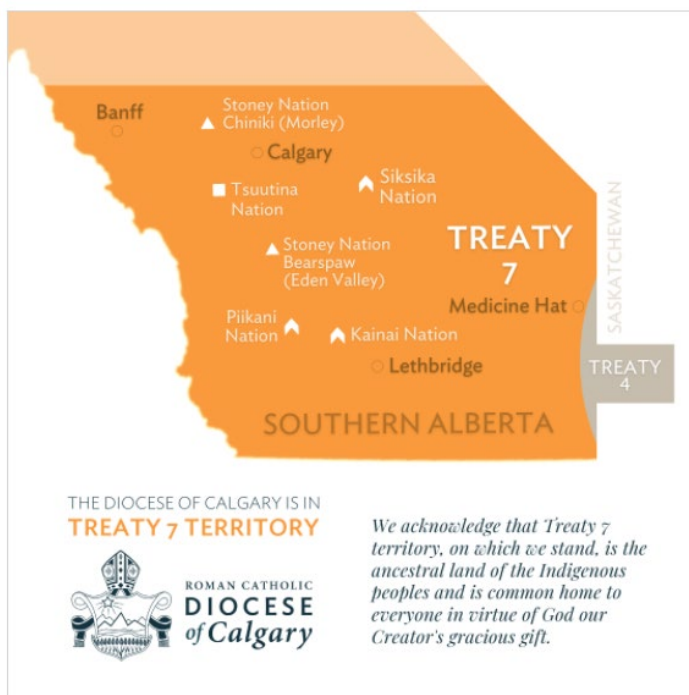 Banff
Stoney Nation
Chiniki (Morley)
Calgary
Tsuutina
Nation
Siksika
Nation
Stoney Nation
Bearspaw
(Eden Valley)
TREATY
7
Medicine Hat
SASKATCHEWAN
Piikani
Nation
Kainai Nation
Lethbridge
TREATY
4
SOUTHERN ALBERTA
THE DIOCESE OF CALGARY IS IN
TREATY 7 TERRITORY
ROMAN CATHOLIC
DIOCESE
of Calgary
We acknowledge that Treaty 7
territory, on which we stand, is the
ancestral land of the Indigenous
peoples and is common home to
everyone in virtue of God our
Creator's gracious gift.